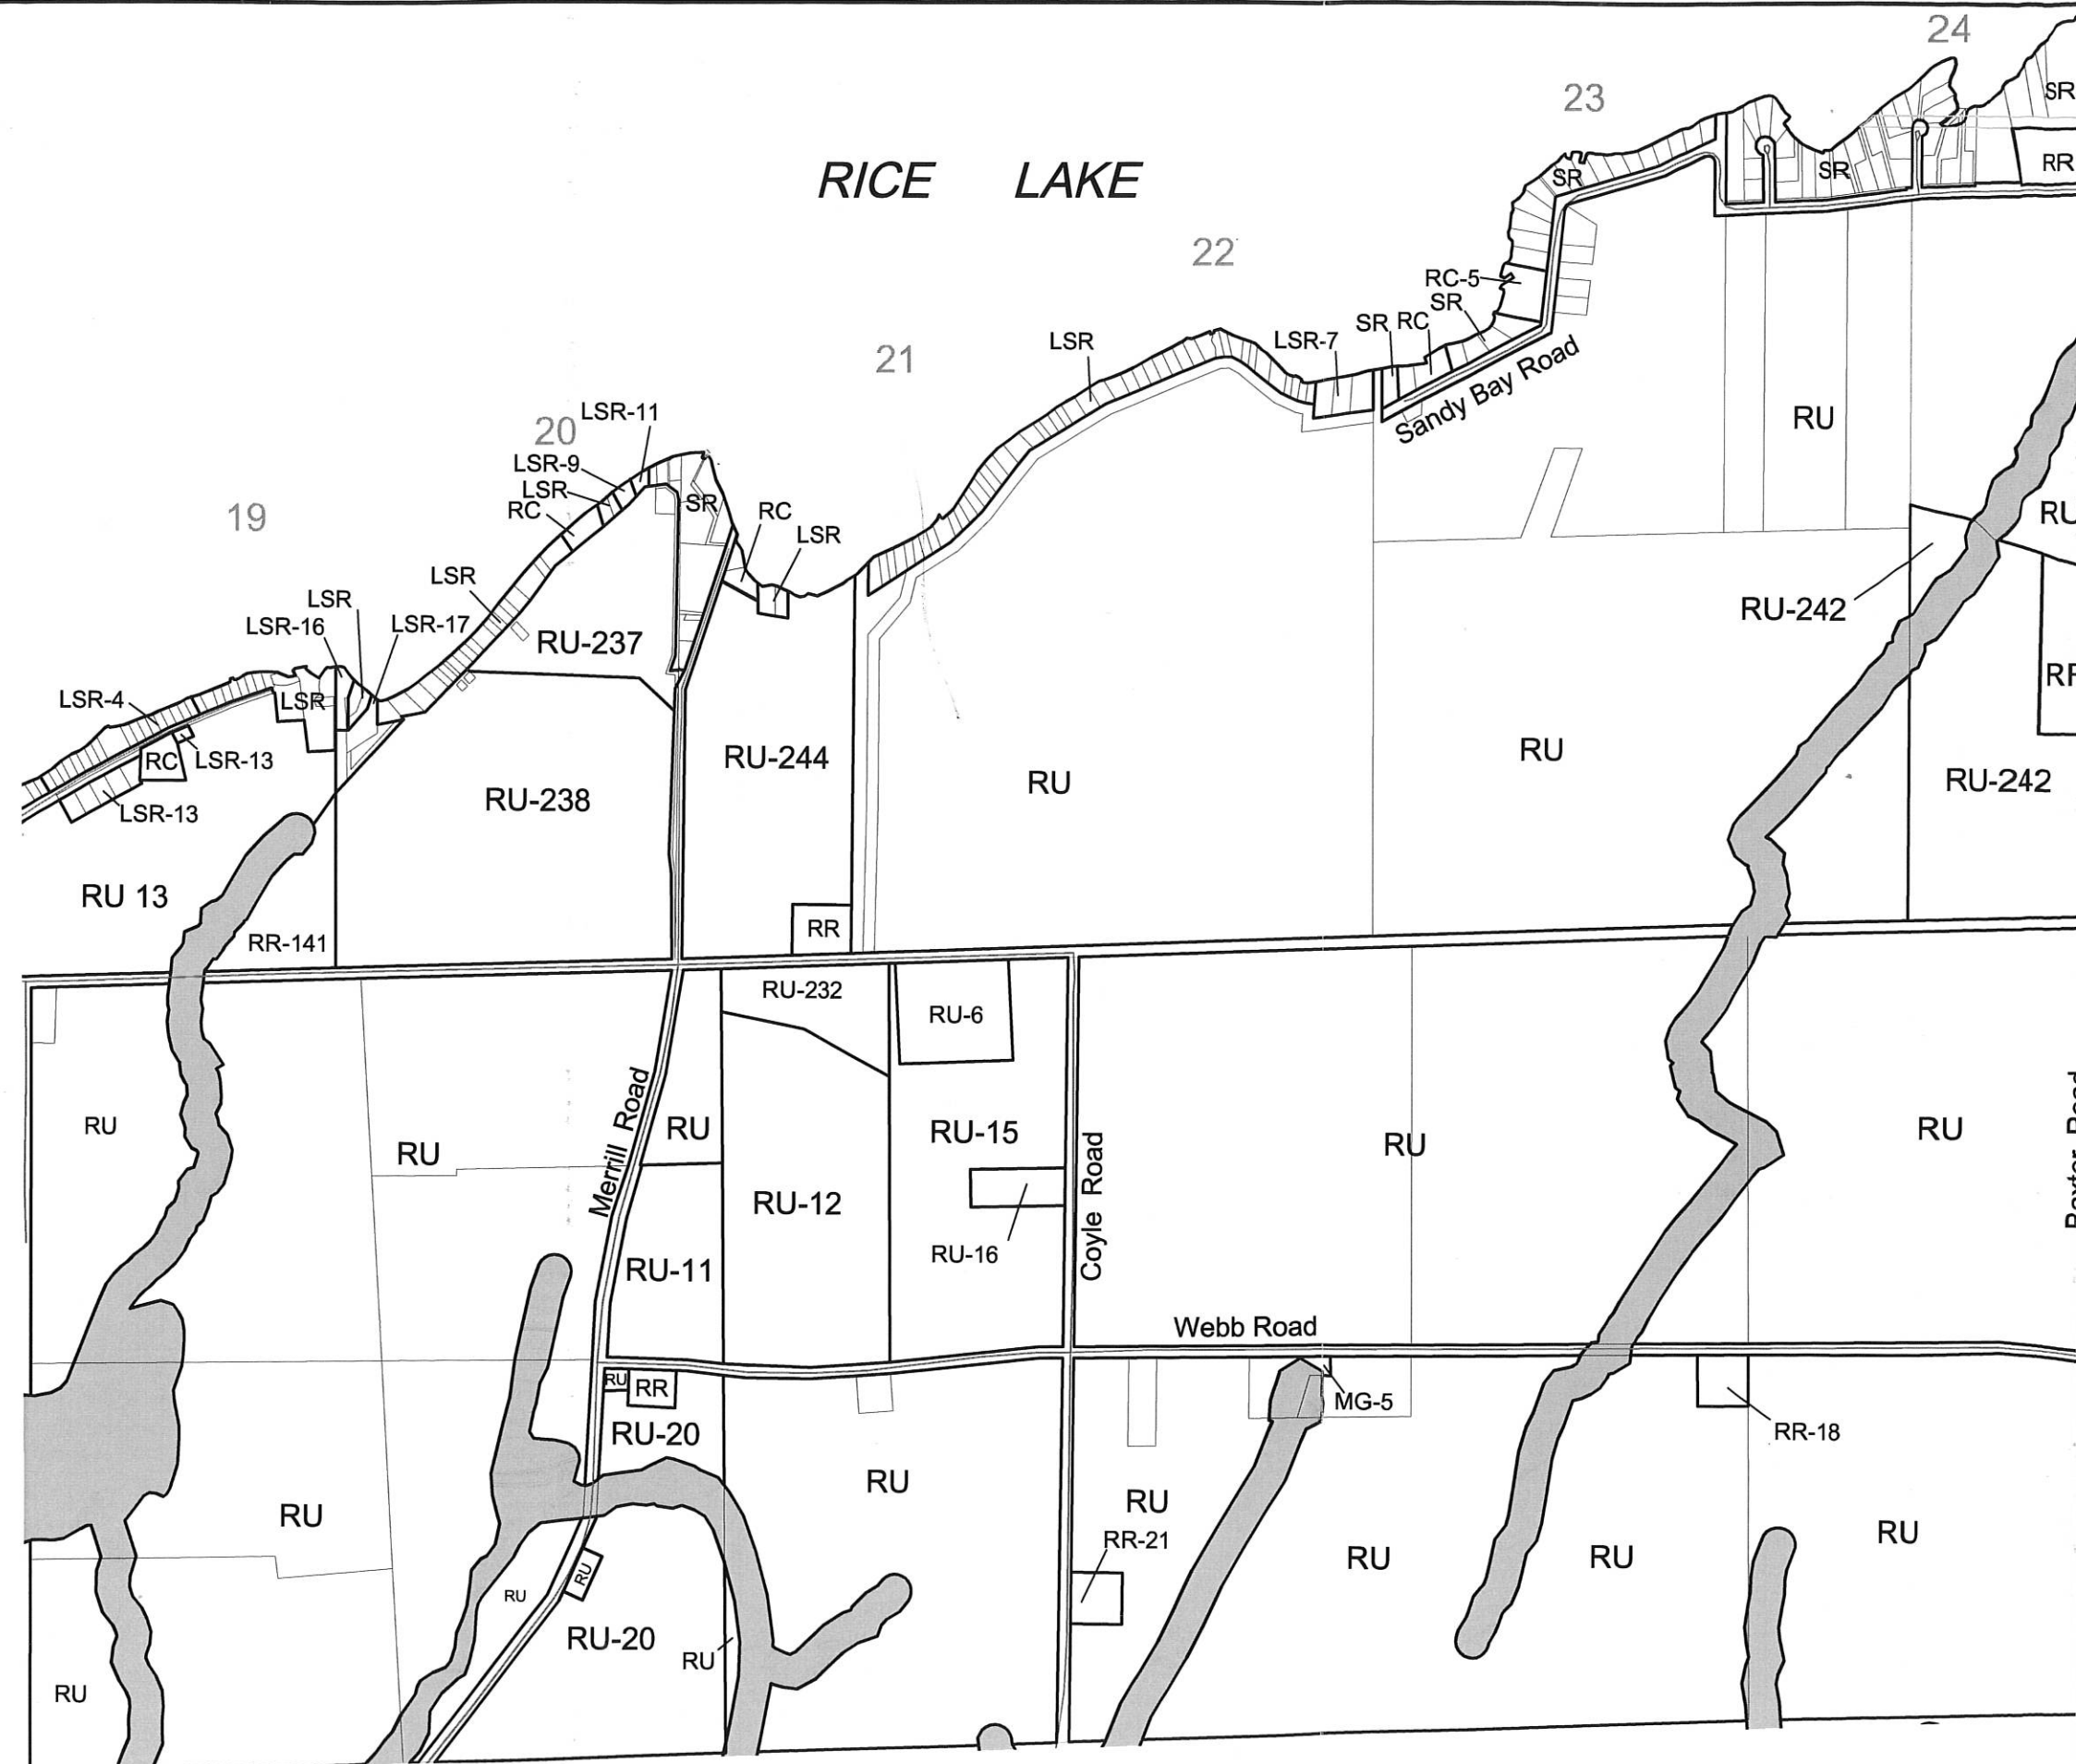 24
SR
23
RR
SR
SR
RICE LAKE
22
RC-5
SR
SR RC
LSR-7
LSR
21
Sandy Bay Road
LSR-11
20
RU
LSR-9
LSR
RC
SR
RC
LSR
19
LSR
LSR
LSR-16
LSR-17
RU-237
RU-242
LSR-4
LSR
RC
LSR-13
LSR-13
RU-244
RU
RU
RU-242
RU-238
RU 13
RR-141
RR
RU-232
RU-6
RU
RU
Merrill Road
RU
RU-15
RU
RU
RU-12
Coyle Road
RU-16
RU-11
Webb Road
RU
RR
MG-5
RU-20
RR-18
RU
RU
RU
RR-21
RU
RU
RU
RU
RU
RU-20
RU
RU